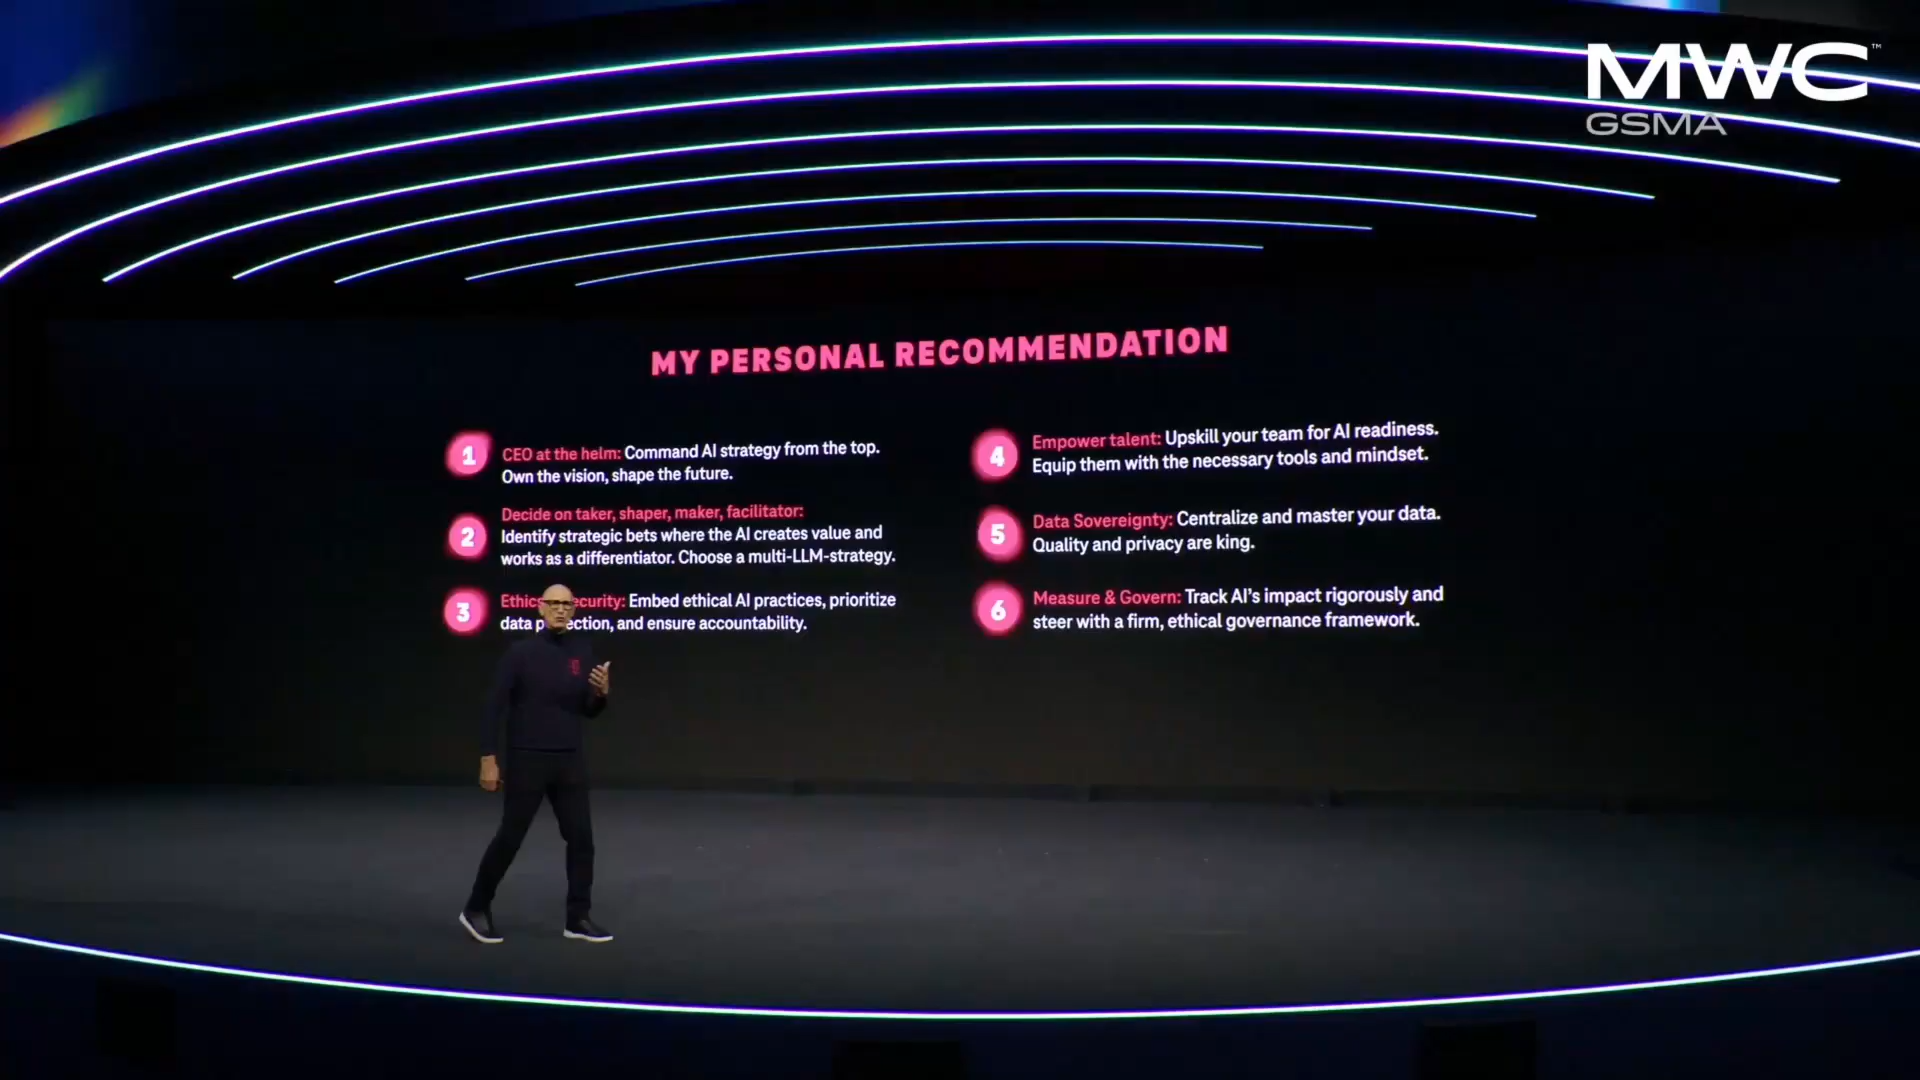 MWC™
GSMA
MY PERSONAL RECOMMENDATION
1
CEO at the helm: Command AI strategy from the top.
Own the vision, shape the future.
2
Decide on taker, shaper, maker, facilitator:
Identify strategic bets where the AI creates value and
works as a differentiator. Choose a multi-LLM-strategy.
3
Embed ethical AI practices, prioritize
data and ensure accountability.
4
Empower talent: Upskill your team for AI readiness.
Equip them with the necessary tools and mindset.
5
Data Sovereignty: Centralize and master your data.
Quality and privacy are king.
6
Measure & Govern: Track AI's impact rigorously and
steer with a firm, ethical governance framework.